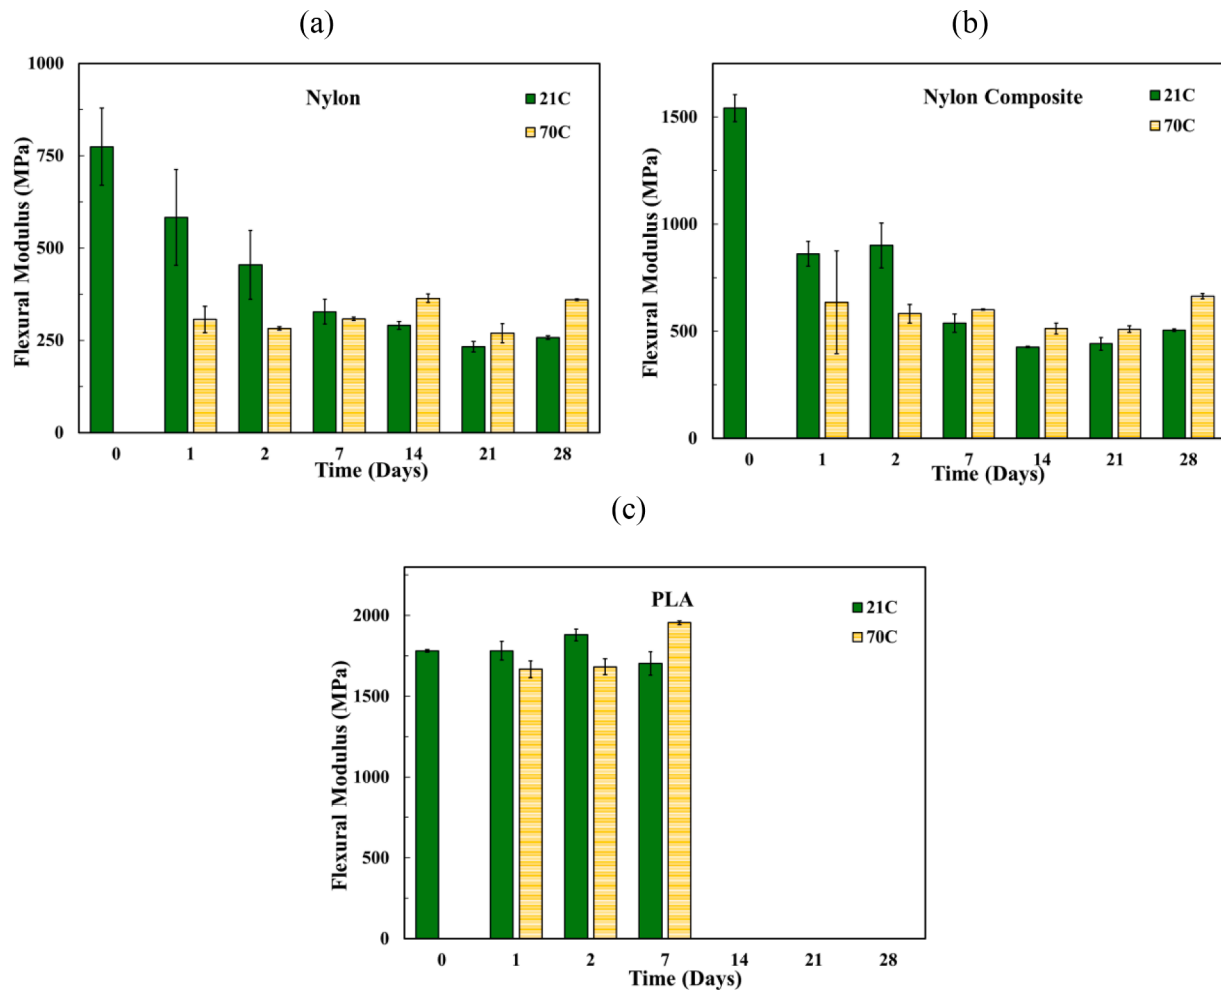 (a)
(b)
Nylon
21C
70C
Flexural Modulus (MPa)
1000
750
500
250
0
0 1 2 7 14 21 28
Time (Days)
Nylon Composite
21C
70C
Flexural Modulus (MPa)
1500
1000
500
0
0 1 2 7 14 21 28
Time (Days)
(c)
PLA
21C
70C
Flexural Modulus (MPa)
2000
1500
1000
500
0
0 1 2 7 14 21 28
Time (Days)